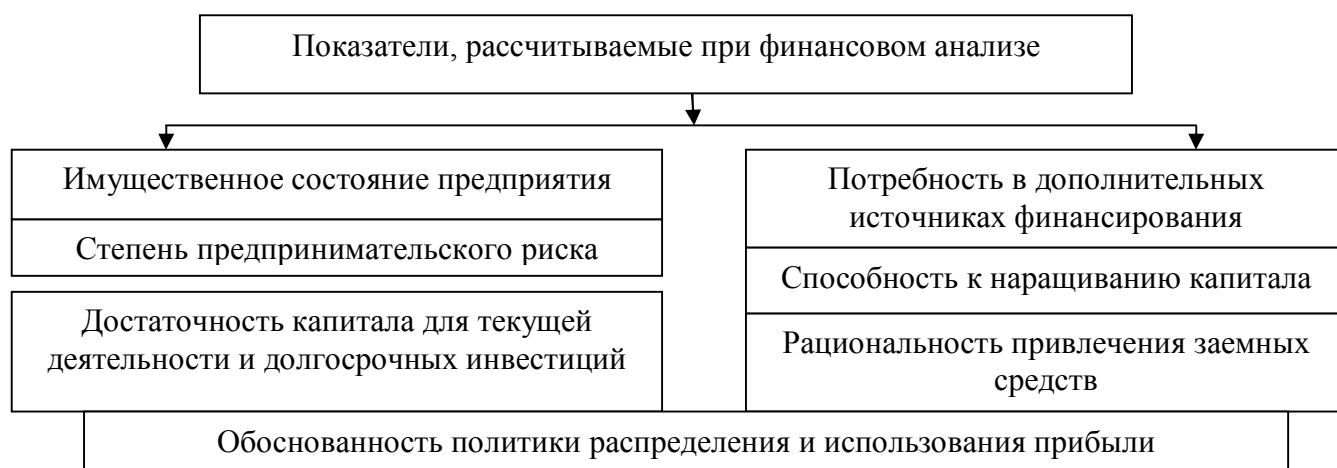 Показатели, рассчитываемые при финансовом анализе
Имущественное состояние предприятия
Степень предпринимательского риска
Достаточность капитала для текущей
деятельности и долгосрочных инвестиций
Потребность в дополнительных
источниках финансирования
Способность к наращиванию капитала
Рациональность привлечения заемных
средств
Обоснованность политики распределения и использования прибыли